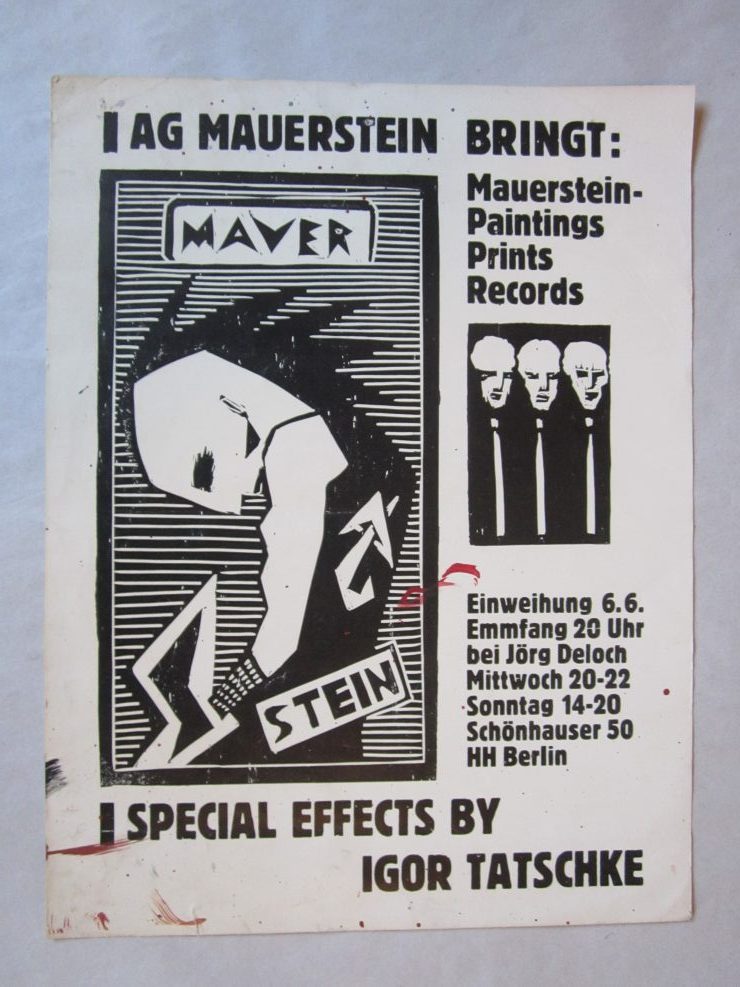 AG MAUERSTEIN BRINGT:
Mauerstein-
Paintings
Prints
Records
MAUER
STEIN
Einweihung 6.6.
Emmfang 20 Uhr
bei Jörg Deloch
Mittwoch 20-22
Sonntag 14-20
Schönhauser 50
HH Berlin
SPECIAL EFFECTS BY
IGOR TATSCHKE